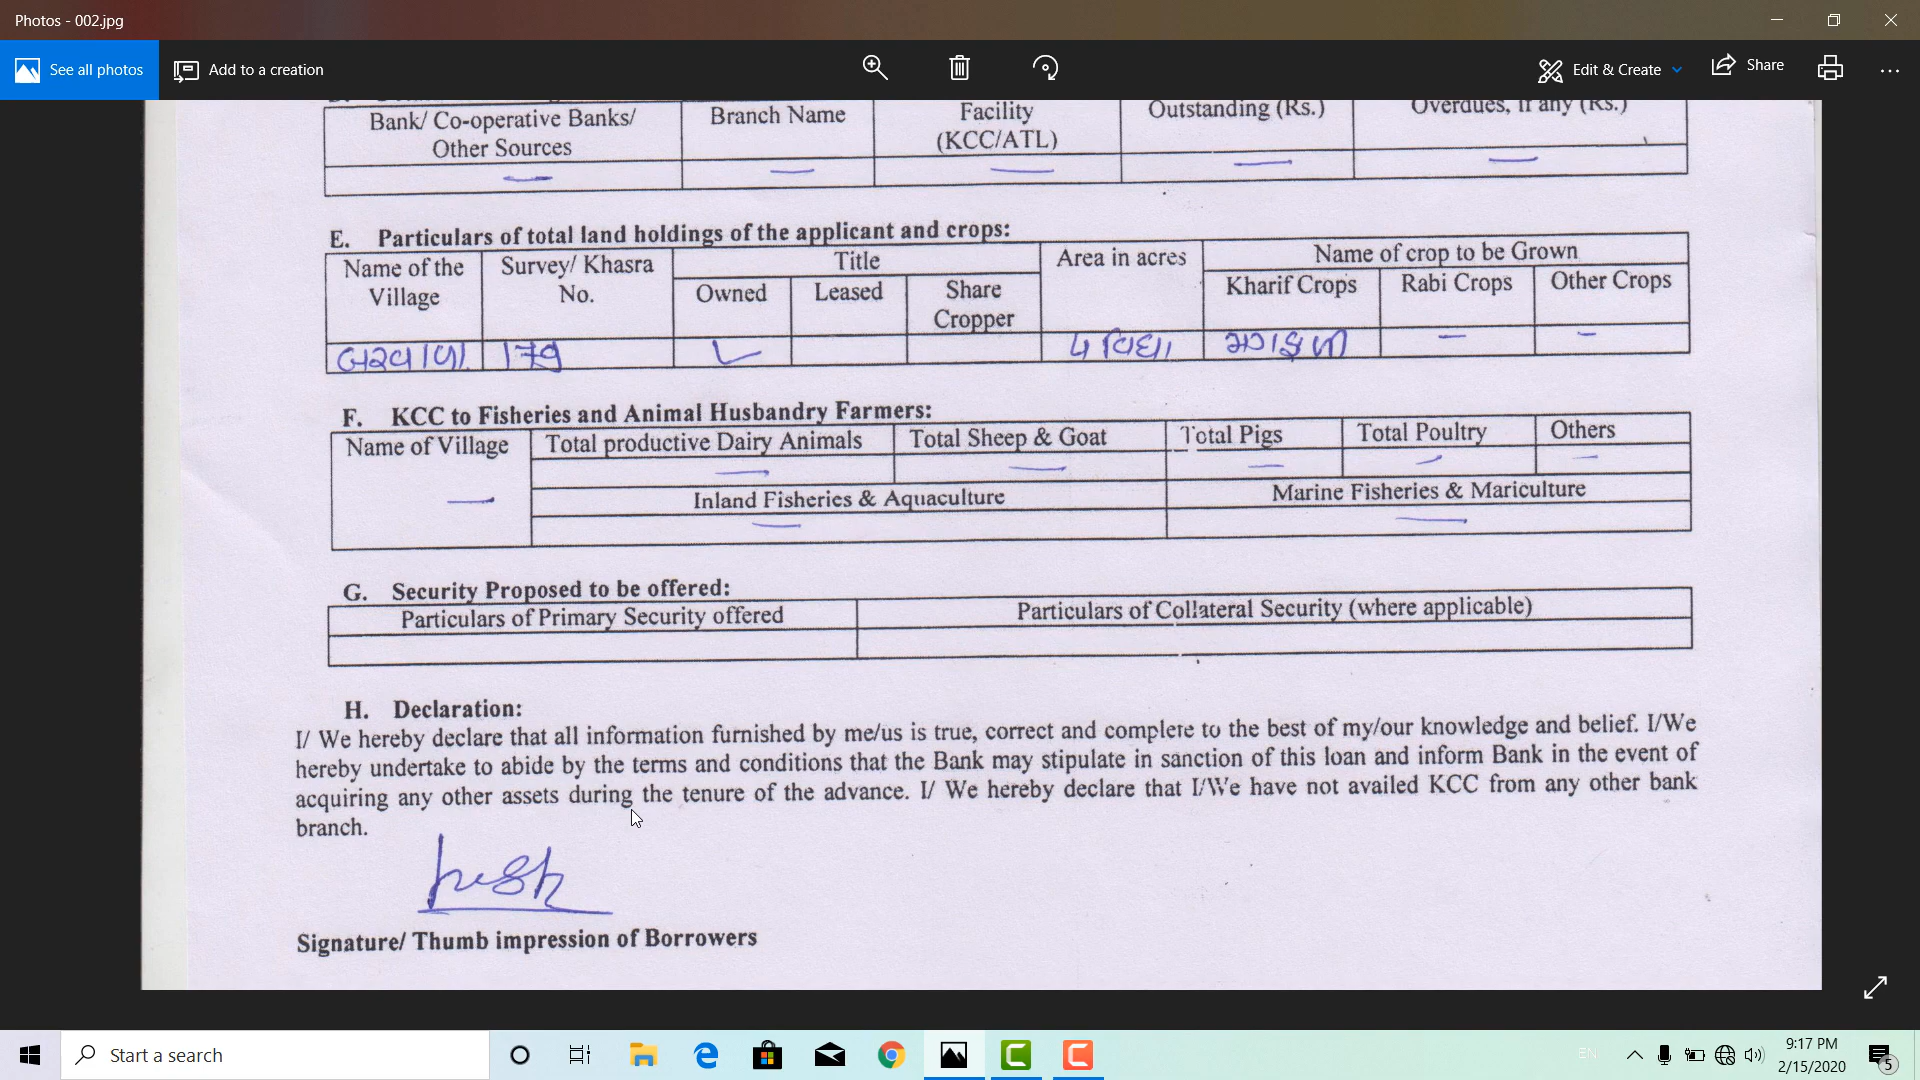 Photos - 002.jpg
See all photos
Add to a creation
Edit & Create
Share
Bank/ Co-operative Banks/ Other Sources
Branch Name
Facility (KCC/ATL)
Outstanding (Rs.)
Overdues, if any (Rs.)
— — — — —
E. Particulars of total land holdings of the applicant and crops:
Name of the Village
Survey/ Khasra No.
Title
Owned
Leased
Share Cropper
Area in acres
Name of crop to be Grown
Kharif Crops
Rabi Crops
Other Crops
બરવાળા
૫ વિઘા
મગફળી
— —
F. KCC to Fisheries and Animal Husbandry Farmers:
Name of Village
Total productive Dairy Animals
Total Sheep & Goat
Total Pigs
Total Poultry
Others
— — — — — —
Inland Fisheries & Aquaculture
Marine Fisheries & Mariculture
— —
G. Security Proposed to be offered:
Particulars of Primary Security offered
Particulars of Collateral Security (where applicable)
H. Declaration:
I/ We hereby declare that all information furnished by me/us is true, correct and complete to the best of my/our knowledge and belief. I/We
hereby undertake to abide by the terms and conditions that the Bank may stipulate in sanction of this loan and inform Bank in the event of
acquiring any other assets during the tenure of the advance. I/ We hereby declare that I/We have not availed KCC from any other bank
branch.
Signature/ Thumb impression of Borrowers
Start a search
EN
9:17 PM
2/15/2020
5